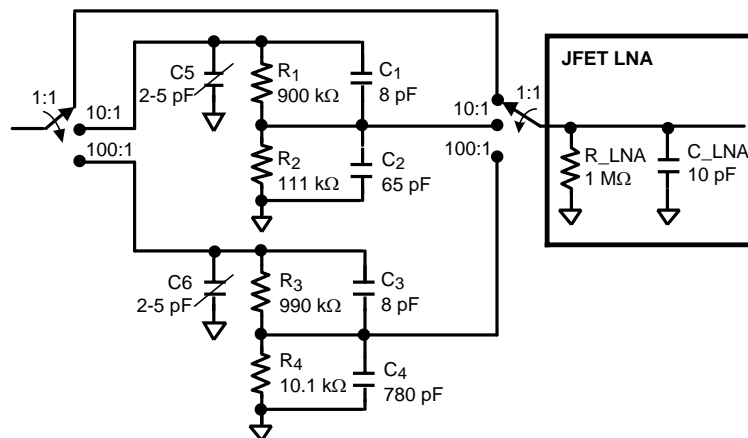 JFET LNA
C5
2-5 pF
R1
900 kΩ
C1
8 pF
1:1
10:1
100:1
1:1
10:1
100:1
R2
111 kΩ
C2
65 pF
R_LNA
1 MΩ
C_LNA
10 pF
C6
2-5 pF
R3
990 kΩ
C3
8 pF
R4
10.1 kΩ
C4
780 pF